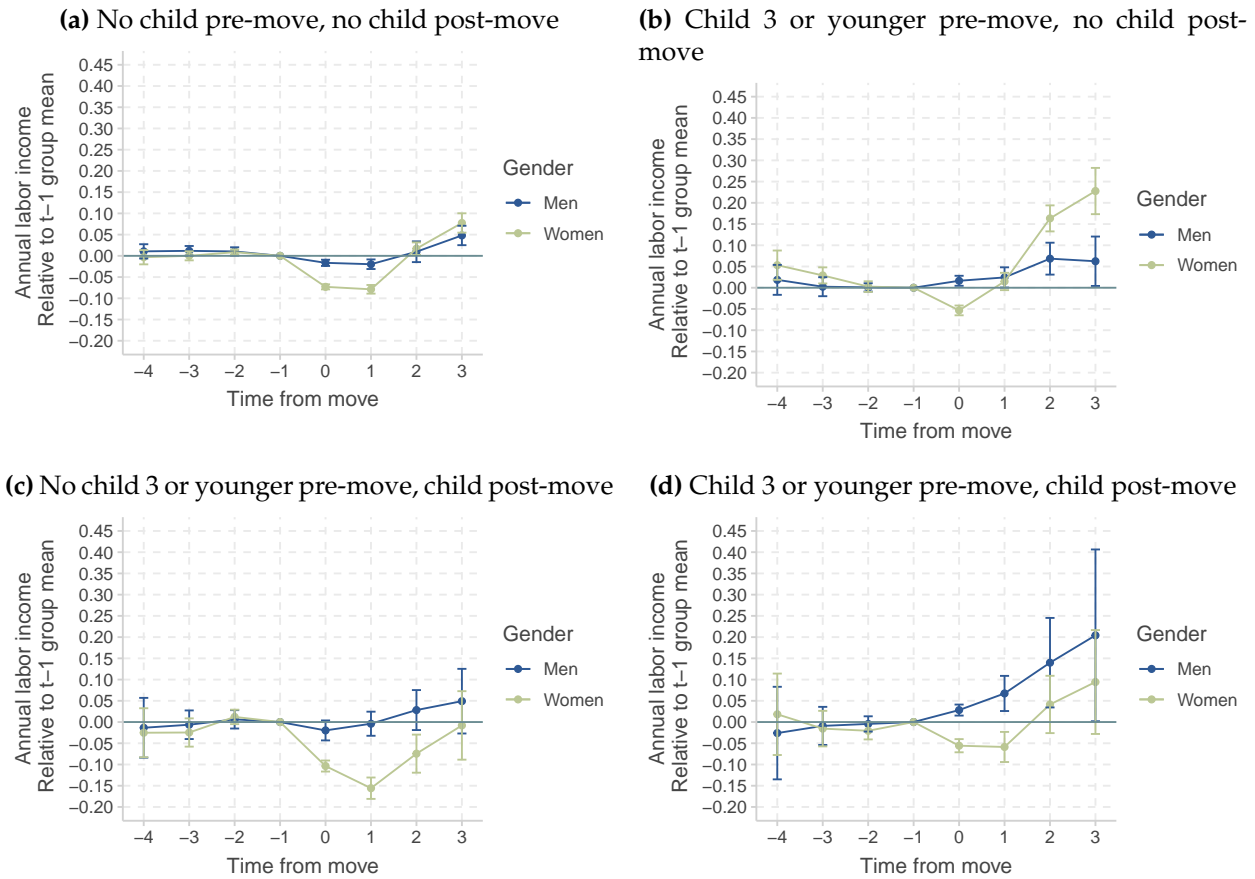 (a) No child pre-move, no child post-move
0.45
0.40
0.35
0.30
0.25
0.20
0.15
0.10
0.05
0.00
−0.05
−0.10
−0.15
−0.20
Annual labor income
Relative to t−1 group mean
−4 −3 −2 −1 0 1 2 3
Time from move
Gender
Men
Women
(b) Child 3 or younger pre-move, no child post-
move
0.45
0.40
0.35
0.30
0.25
0.20
0.15
0.10
0.05
0.00
−0.05
−0.10
−0.15
−0.20
Annual labor income
Relative to t−1 group mean
−4 −3 −2 −1 0 1 2 3
Time from move
Gender
Men
Women
(c) No child 3 or younger pre-move, child post-move
0.45
0.40
0.35
0.30
0.25
0.20
0.15
0.10
0.05
0.00
−0.05
−0.10
−0.15
−0.20
Annual labor income
Relative to t−1 group mean
−4 −3 −2 −1 0 1 2 3
Time from move
Gender
Men
Women
(d) Child 3 or younger pre-move, child post-move
0.45
0.40
0.35
0.30
0.25
0.20
0.15
0.10
0.05
0.00
−0.05
−0.10
−0.15
−0.20
Annual labor income
Relative to t−1 group mean
−4 −3 −2 −1 0 1 2 3
Time from move
Gender
Men
Women